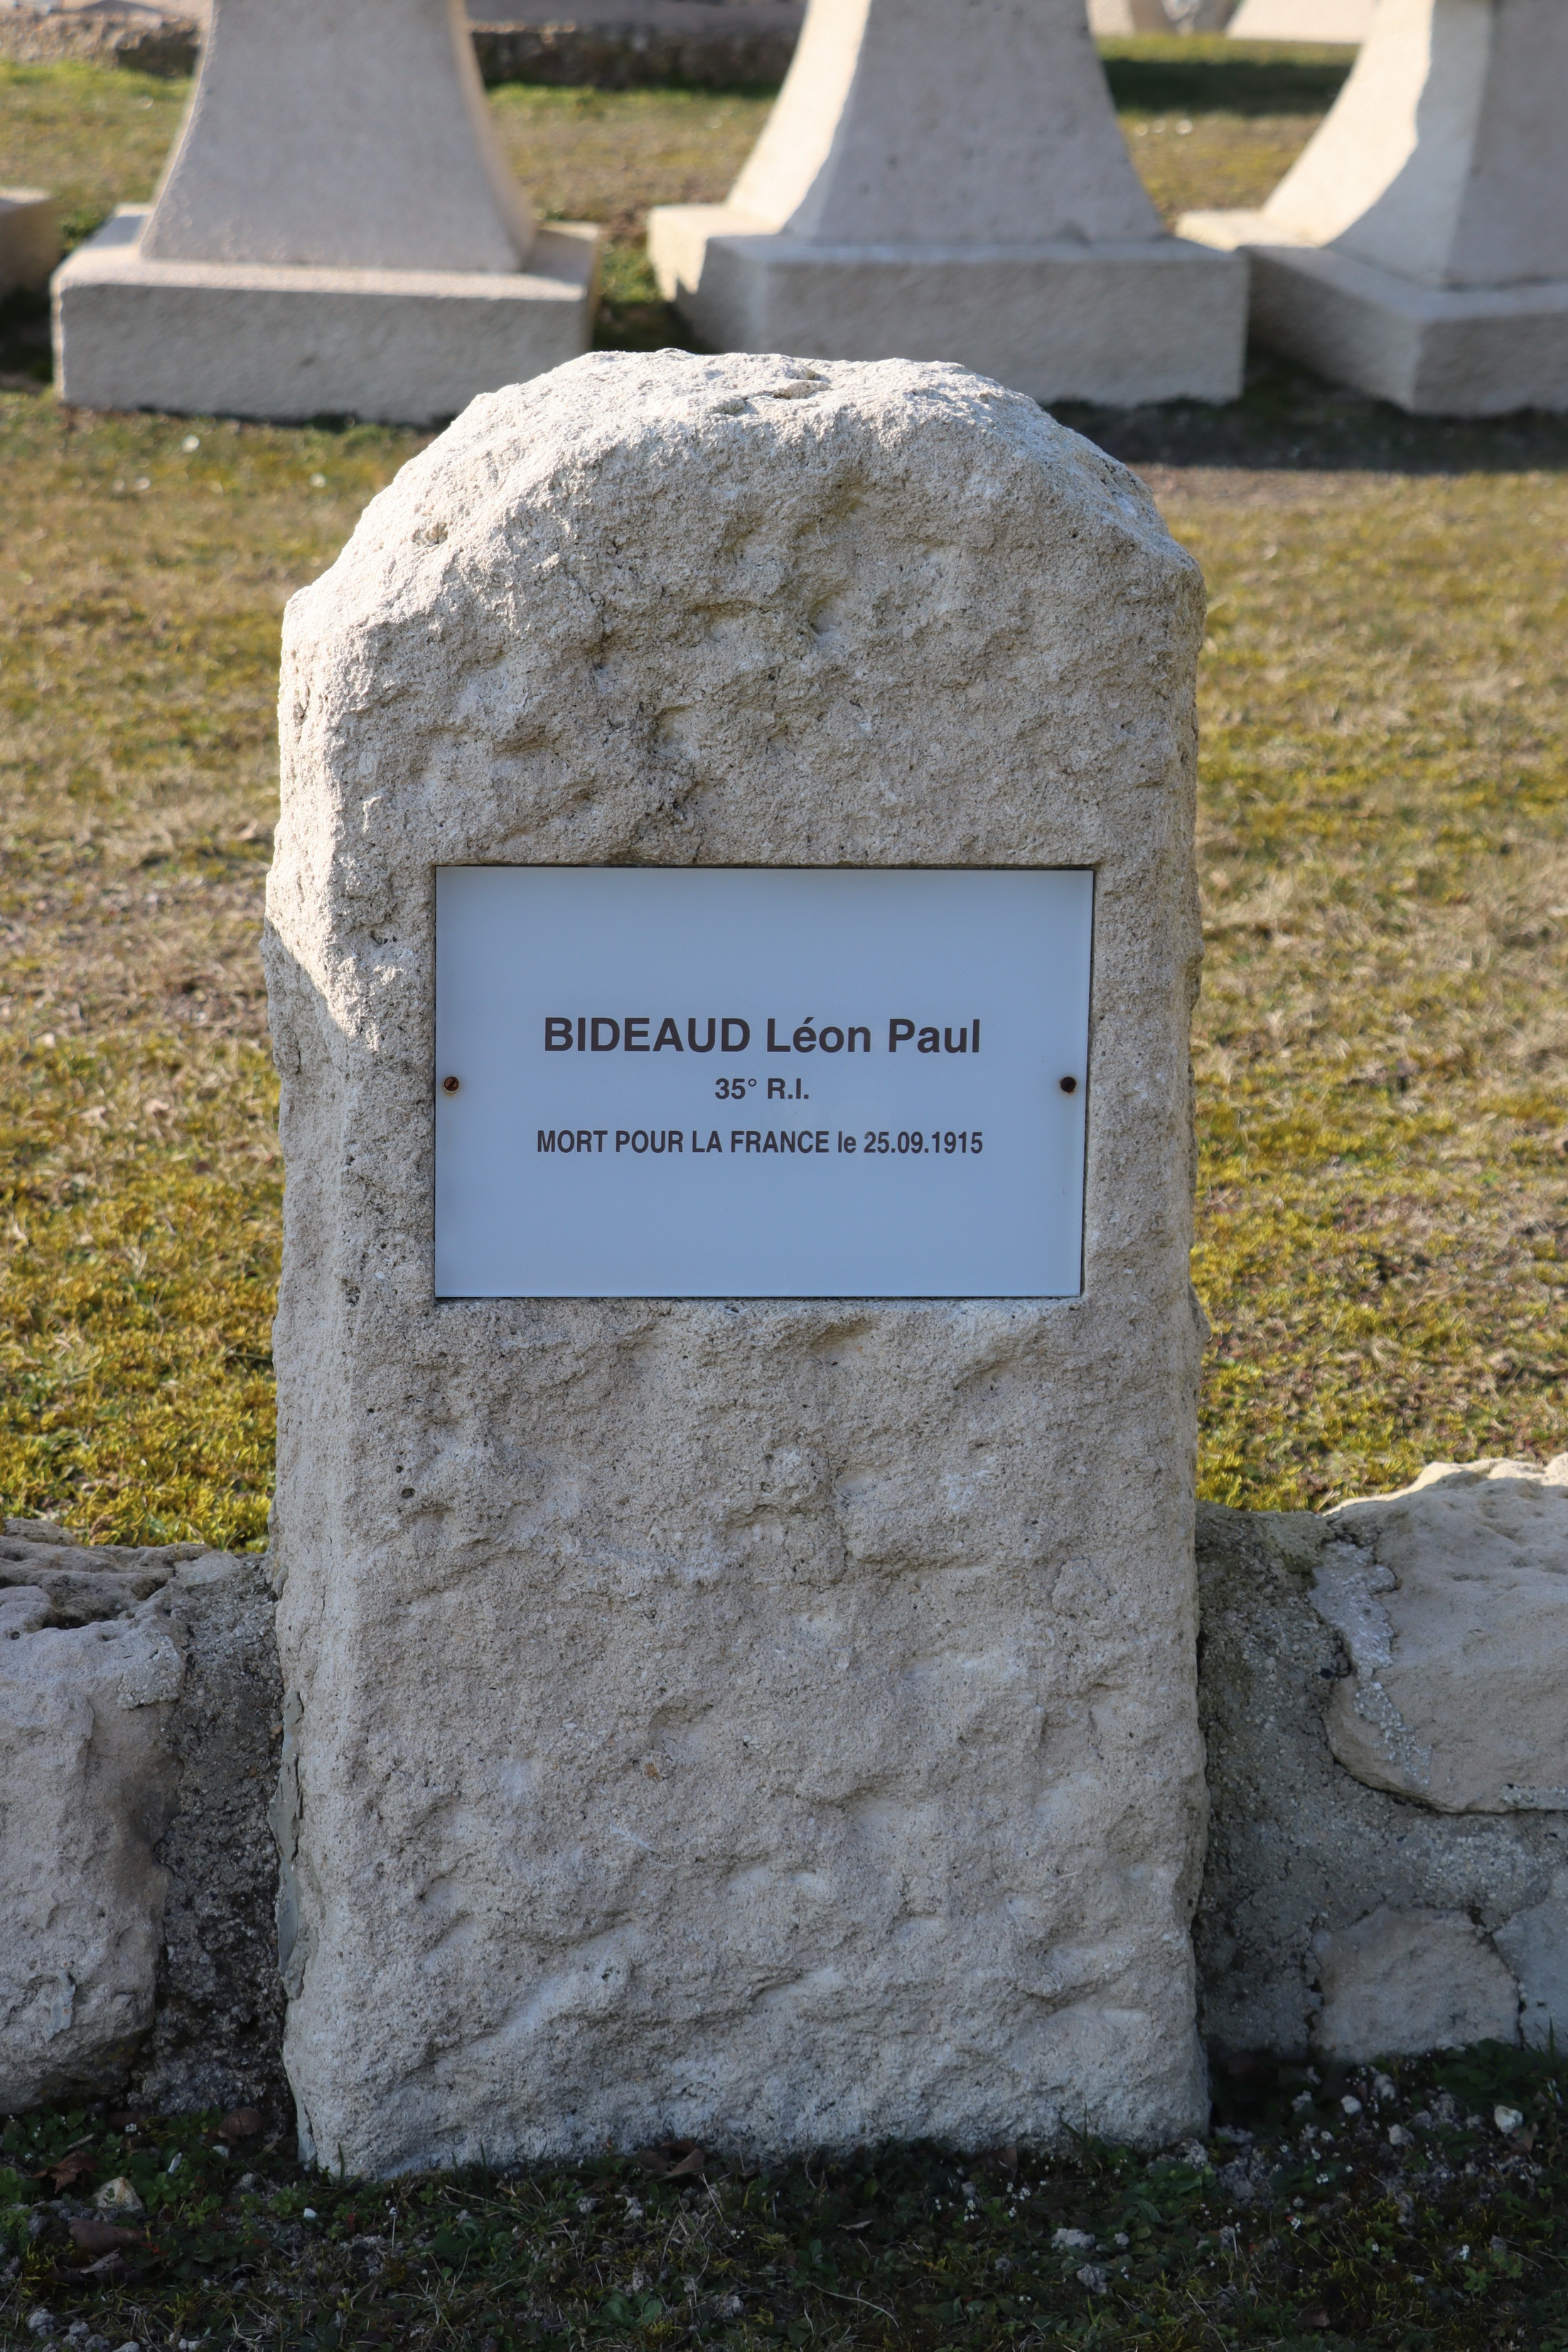 BIDEAUD Léon Paul
35° R.I.
MORT POUR LA FRANCE le 25.09.1915